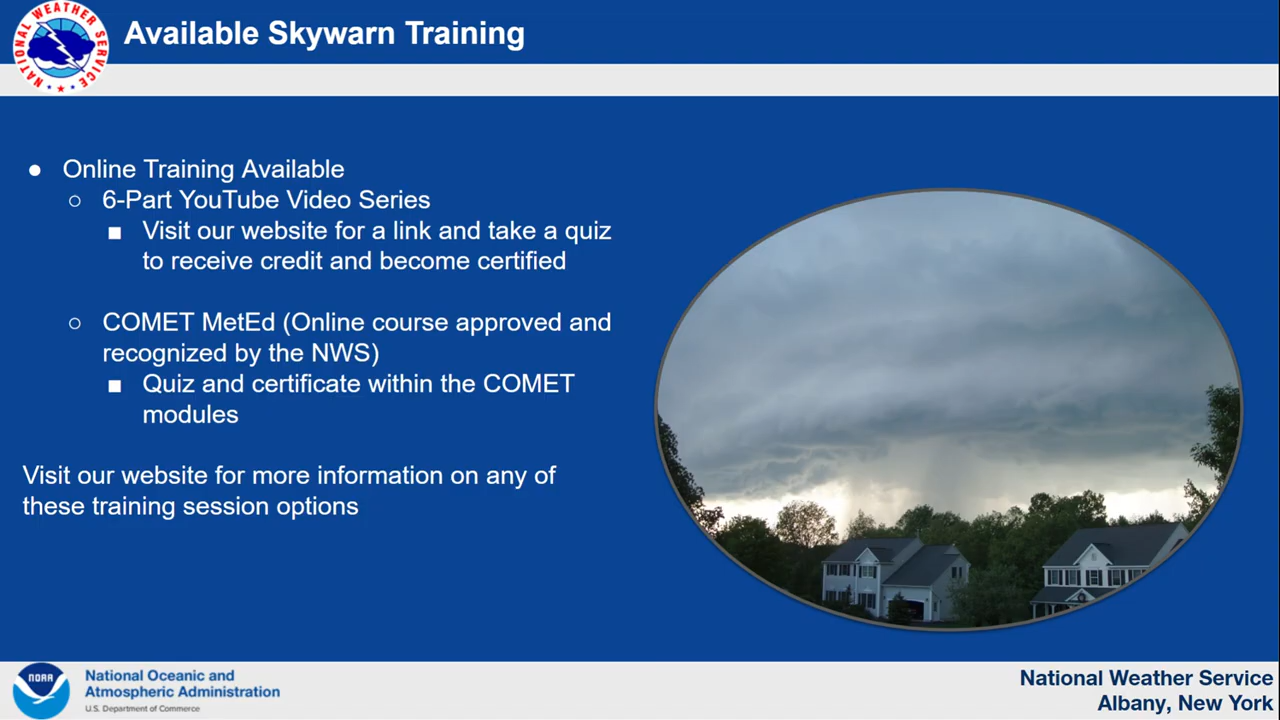 NATIONAL WEATHER SERVICE
Available Skywarn Training
● Online Training Available
○ 6-Part YouTube Video Series
■ Visit our website for a link and take a quiz
to receive credit and become certified
○ COMET MetEd (Online course approved and
recognized by the NWS)
■ Quiz and certificate within the COMET
modules
Visit our website for more information on any of
these training session options
NOAA
National Oceanic and
Atmospheric Administration
U.S. Department of Commerce
National Weather Service
Albany, New York